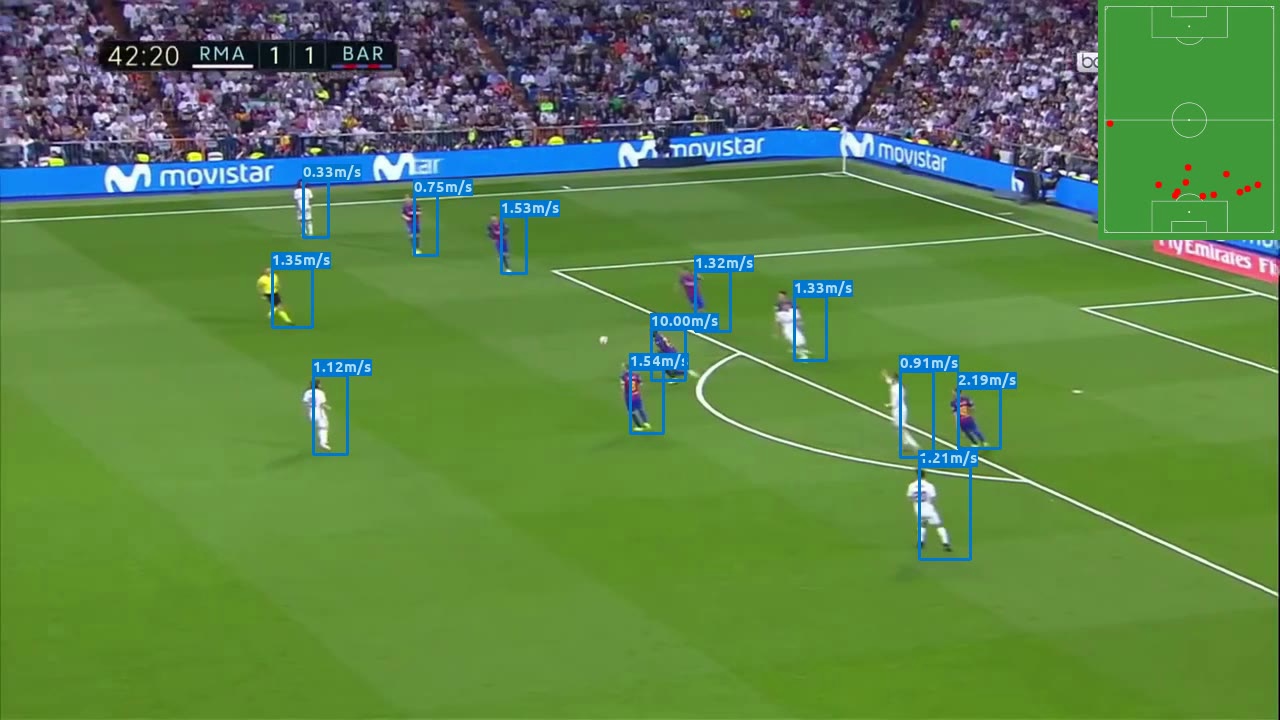 42:20 RMA 1 1 BAR
movistar
movistar
movistar
0.33m/s
0.75m/s
1.53m/s
1.35m/s
1.32m/s
1.33m/s
10.00m/s
1.54m/s
1.12m/s
0.91m/s
2.19m/s
1.21m/s
Fly Emirates